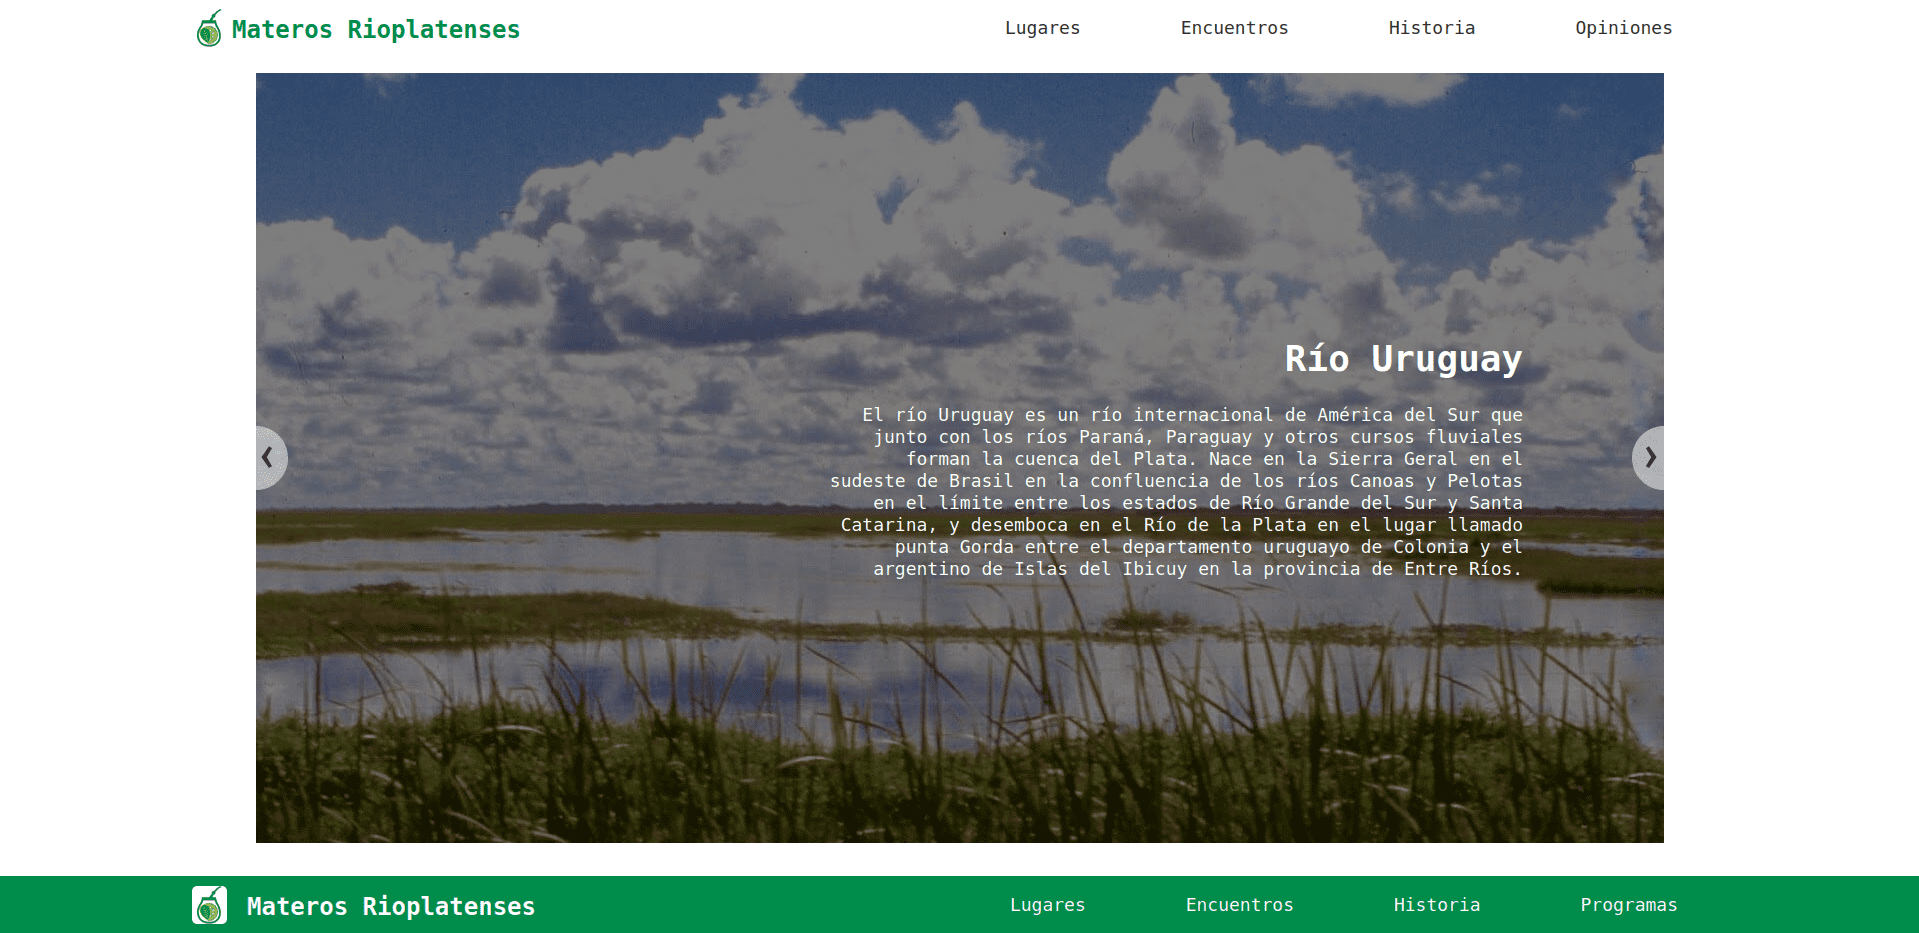 Materos Rioplatenses
Lugares
Encuentros
Historia
Opiniones
Río Uruguay
El río Uruguay es un río internacional de América del Sur que
junto con los ríos Paraná, Paraguay y otros cursos fluviales
forman la cuenca del Plata. Nace en la Sierra Geral en el
sudeste de Brasil en la confluencia de los ríos Canoas y Pelotas
en el límite entre los estados de Río Grande del Sur y Santa
Catarina, y desemboca en el Río de la Plata en el lugar llamado
punta Gorda entre el departamento uruguayo de Colonia y el
argentino de Islas del Ibicuy en la provincia de Entre Ríos.
Materos Rioplatenses
Lugares
Encuentros
Historia
Programas